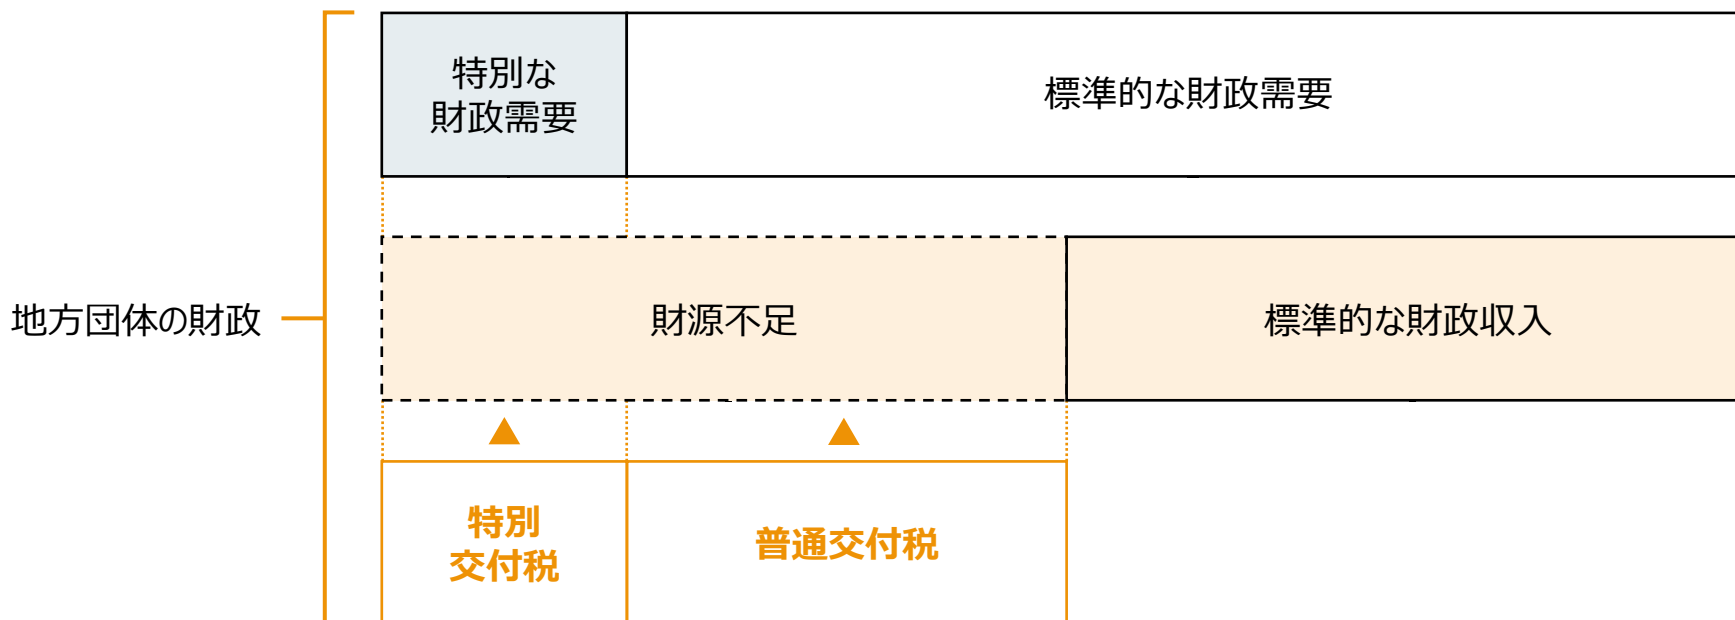 特別な
財政需要
標準的な財政需要
地方団体の財政
財源不足
標準的な財政収入
特別
交付税
普通交付税